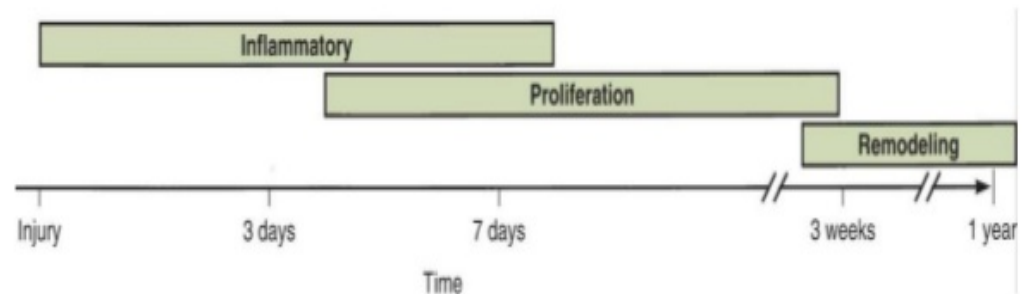 Inflammatory
Proliferation
Remodeling
Injury 3 days 7 days 3 weeks 1 year
Time